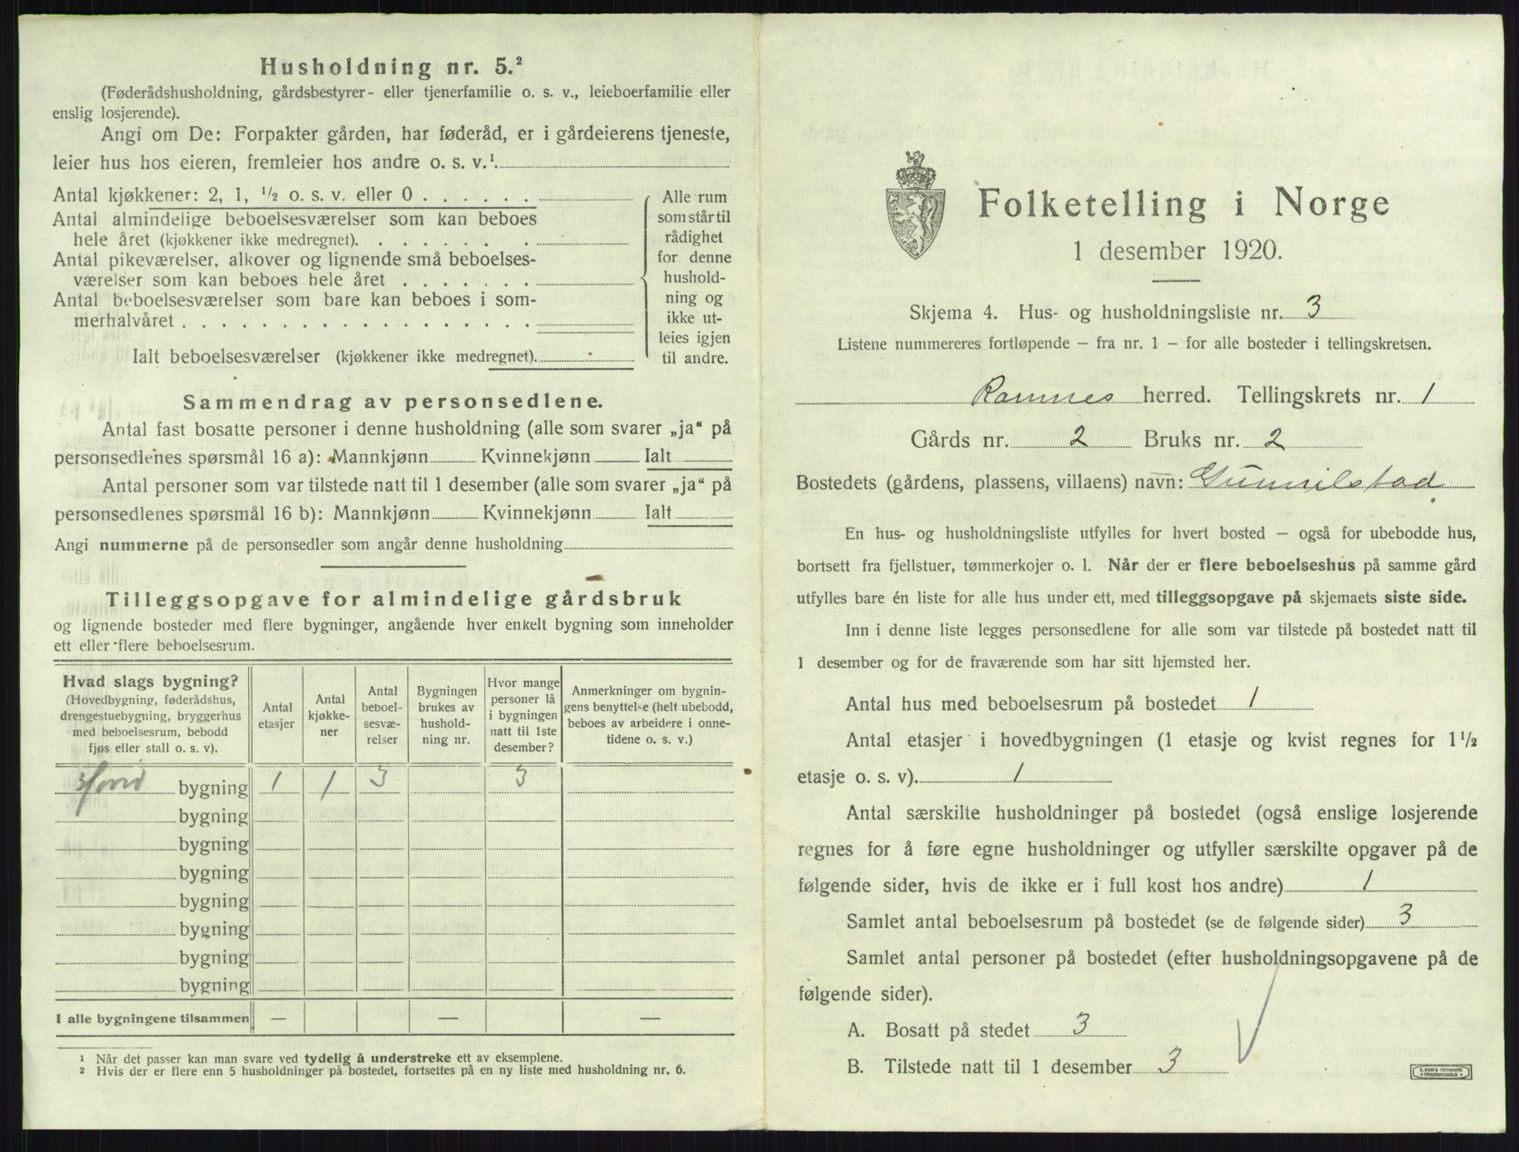 Husholdning nr. 5.²
(Føderådshusholdning, gårdsbestyrer- eller tjenerfamilie o. s. v., leieboerfamilie eller
enslig losjerende).
Angi om De: Forpakter gården, har føderåd, er i gårdeierens tjeneste,
leier hus hos eieren, fremleier hos andre o. s. v.¹.
Antal kjøkkener: 2, 1, ½ o. s. v. eller 0 . . . . . .
Antal almindelige beboelsesværelser som kan beboes
hele året (kjøkkener ikke medregnet). . . . . . . .
Antal pikeværelser, alkover og lignende små beboelses-
værelser som kan beboes hele året . . . . . . .
Antal beboelsesværelser som bare kan beboes i som-
merhalvåret . . . . . . . . . . . . . . . . . .
Ialt beboelsesværelser (kjøkkener ikke medregnet).
Alle rum
som står til
rådighet
for denne
hushold-
ning og
ikke ut-
leies igjen
til andre.
Sammendrag av personsedlene.
Antal fast bosatte personer i denne husholdning (alle som svarer „ja“ på
personsedlenes spørsmål 16 a): Mannkjønn Kvinnekjønn Ialt
Antal personer som var tilstede natt til 1 desember (alle som svarer „ja“ på
personsedlenes spørsmål 16 b): Mannkjønn Kvinnekjønn Ialt
Angi nummerne på de personsedler som angår denne husholdning
Tilleggsopgave for almindelige gårdsbruk
og lignende bosteder med flere bygninger, angående hver enkelt bygning som inneholder
ett eller flere beboelsesrum.
Hvad slags bygning?
(Hovedbygning, føderådshus,
drengestuebygning, bryggerhus
med beboelsesrum, bebodd
fjøs eller stall o. s. v).
Antal
etasjer
Antal
kjøkke-
ner
Antal
beboel-
sesvæ-
relser
Bygningen
brukes av
hushold-
ning nr.
Hvor mange
personer lå
i bygningen
natt til 1ste
desember?
Anmerkninger om bygnin-
gens benyttelse (helt ubebodd,
beboes av arbeidere i onne-
tidene o. s. v.)
Hovd bygning 1 1 3 3
bygning
bygning
bygning
bygning
bygning
bygning
bygning
I alle bygningene tilsammen — — —
¹ Når det passer kan man svare ved tydelig å understreke ett av eksemplene.
² Hvis der er flere enn 5 husholdninger på bostedet, fortsettes på en ny liste med husholdning nr. 6.
Folketelling i Norge
1 desember 1920.
Skjema 4. Hus- og husholdningsliste nr. 3
Listene nummereres fortløpende — fra nr. 1 — for alle bosteder i tellingskretsen.
Ramnes herred. Tellingskrets nr. 1
Gårds nr. 2 Bruks nr. 2
Bostedets (gårdens, plassens, villaens) navn: Gunnilstad
En hus- og husholdningsliste utfylles for hvert bosted — også for ubebodde hus,
bortsett fra fjellstuer, tømmerkojer o. l. Når der er flere beboelseshus på samme gård
utfylles bare én liste for alle hus under ett, med tilleggsopgave på skjemaets siste side.
Inn i denne liste legges personsedlene for alle som var tilstede på bostedet natt til
1 desember og for de fraværende som har sitt hjemsted her.
Antal hus med beboelsesrum på bostedet 1
Antal etasjer i hovedbygningen (1 etasje og kvist regnes for 1½
etasje o. s. v). 1
Antal særskilte husholdninger på bostedet (også enslige losjerende
regnes for å føre egne husholdninger og utfyller særskilte opgaver på de
følgende sider, hvis de ikke er i full kost hos andre) 1
Samlet antal beboelsesrum på bostedet (se de følgende sider) 3
Samlet antal personer på bostedet (efter husholdningsopgavene på de
følgende sider).
A. Bosatt på stedet 3
B. Tilstede natt til 1 desember 3